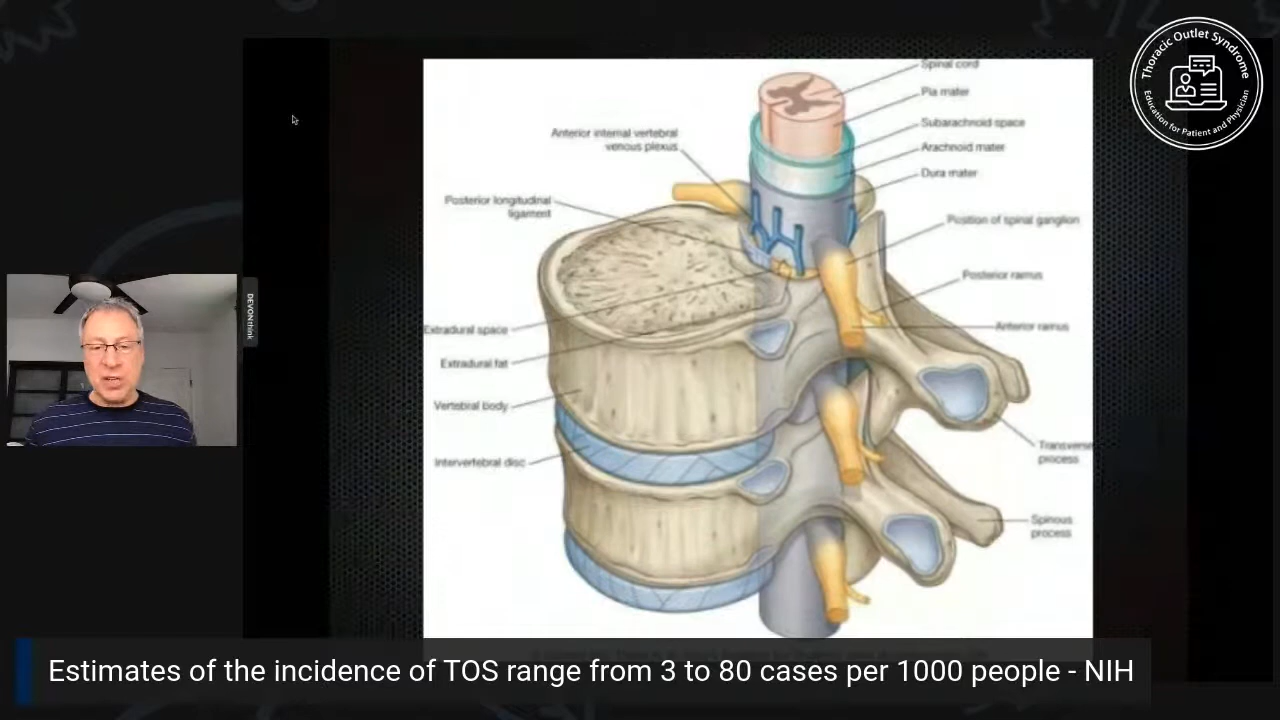 Thoracic Outlet Syndrome
Education for Patient and Physician
Spinal cord
Pia mater
Subarachnoid space
Arachnoid mater
Dura mater
Position of spinal ganglion
Posterior ramus
Anterior ramus
Transverse
process
Spinous
process
Anterior internal vertebral
venous plexus
Posterior longitudinal
ligament
Extradural space
Extradural fat
Vertebral body
Intervertebral disc
DEVONthink
Estimates of the incidence of TOS range from 3 to 80 cases per 1000 people - NIH